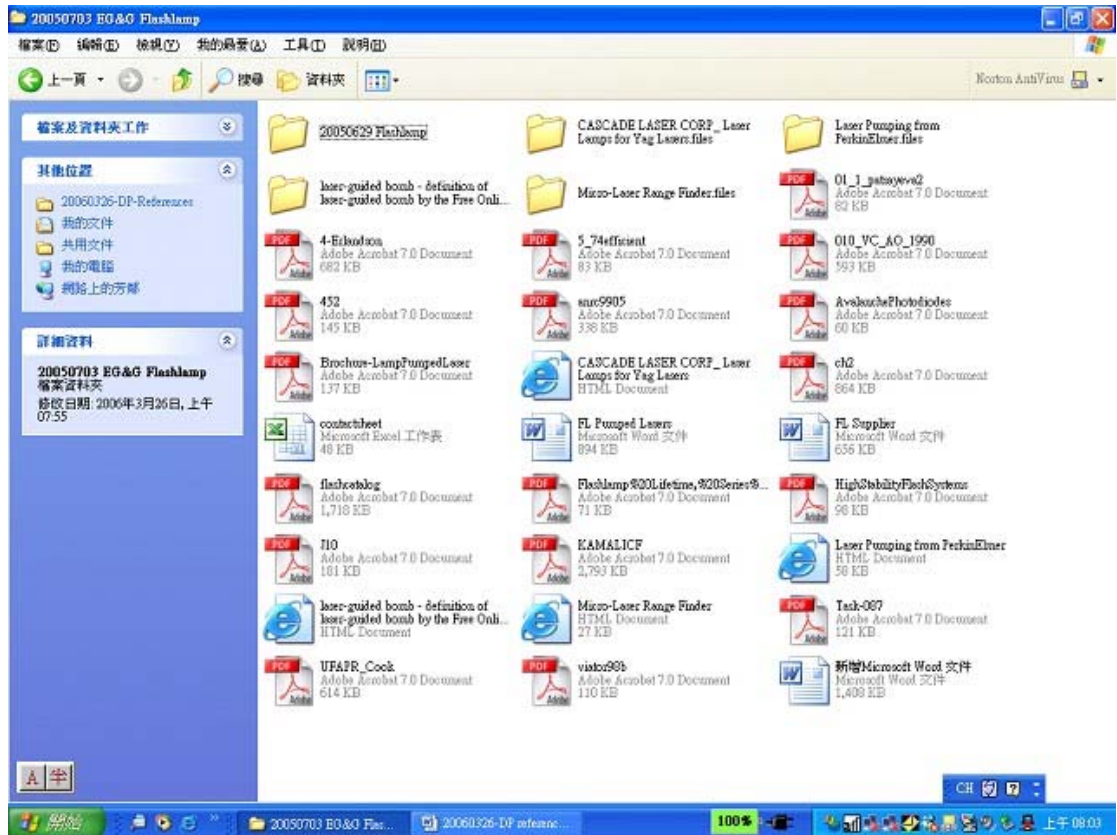 20050703 EG&G Flashlamp
檔案(F) 編輯(E) 檢視(V) 我的最愛(A) 工具(T) 說明(H)
上一頁 搜尋 資料夾 Norton AntiVirus
檔案及資料夾工作
其他位置
20060326-DP-References
我的文件
共用文件
我的電腦
網路上的芳鄰
詳細資料
20050703 EG&G Flashlamp
檔案資料夾
修改日期: 2006年3月26日, 上午
07:55
20050629 Flashlamp
CASCADE LASER CORP_ Laser
Lamps for Yag Lasers.files
Laser Pumping from
PerkinElmer.files
laser-guided bomb - definition of
laser-guided bomb by the Free Onli...
Micro-Laser Range Finder.files
01_1_patsayeva2
Adobe Acrobat 7.0 Document
82 KB
4-Erlandson
Adobe Acrobat 7.0 Document
682 KB
5_74efficient
Adobe Acrobat 7.0 Document
83 KB
010_VC_AO_1990
Adobe Acrobat 7.0 Document
593 KB
452
Adobe Acrobat 7.0 Document
145 KB
Adobe Acrobat 7.0 Document
338 KB
AvalanchePhotodiodes
Adobe Acrobat 7.0 Document
60 KB
Brochure-LampPumpedLaser
Adobe Acrobat 7.0 Document
137 KB
CASCADE LASER CORP_ Laser
Lamps for Yag Lasers
HTML Document
ch2
Adobe Acrobat 7.0 Document
864 KB
contactsheet
Microsoft Excel 工作表
48 KB
FL Pumped Lasers
Microsoft Word 文件
894 KB
FL Supplier
Microsoft Word 文件
656 KB
flashcatalog
Adobe Acrobat 7.0 Document
1,718 KB
Flashlamp%20Lifetime,%20Series%...
Adobe Acrobat 7.0 Document
71 KB
HighStabilityFlashSystems
Adobe Acrobat 7.0 Document
98 KB
J10
Adobe Acrobat 7.0 Document
181 KB
KAMALICF
Adobe Acrobat 7.0 Document
2,793 KB
Laser Pumping from PerkinElmer
HTML Document
58 KB
laser-guided bomb - definition of
laser-guided bomb by the Free Onli...
HTML Document
Micro-Laser Range Finder
HTML Document
27 KB
Task-087
Adobe Acrobat 7.0 Document
121 KB
UFAPR_Cook
Adobe Acrobat 7.0 Document
614 KB
viator98b
Adobe Acrobat 7.0 Document
110 KB
新增Microsoft Word 文件
Microsoft Word 文件
1,408 KB
A 半
CH
開始 20050703 EG&G Flas... 20060326-DP referenc... 100% 上午 08:03